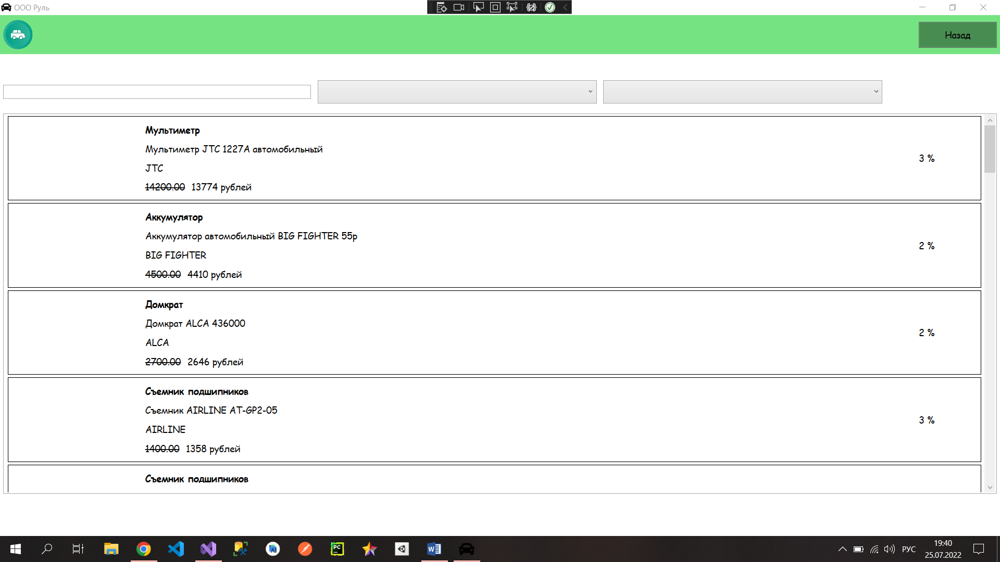 ООО Руль
Назад
Мультиметр
Мультиметр JTC 1227A автомобильный
JTC
14200.00 13774 рублей
3 %
Аккумулятор
Аккумулятор автомобильный BIG FIGHTER 55р
BIG FIGHTER
4500.00 4410 рублей
2 %
Домкрат
Домкрат ALCA 436000
ALCA
2700.00 2646 рублей
2 %
Съемник подшипников
Съемник AIRLINE AT-GP2-05
AIRLINE
1400.00 1358 рублей
3 %
Съемник подшипников
PC
W
РУС
19:40
25.07.2022